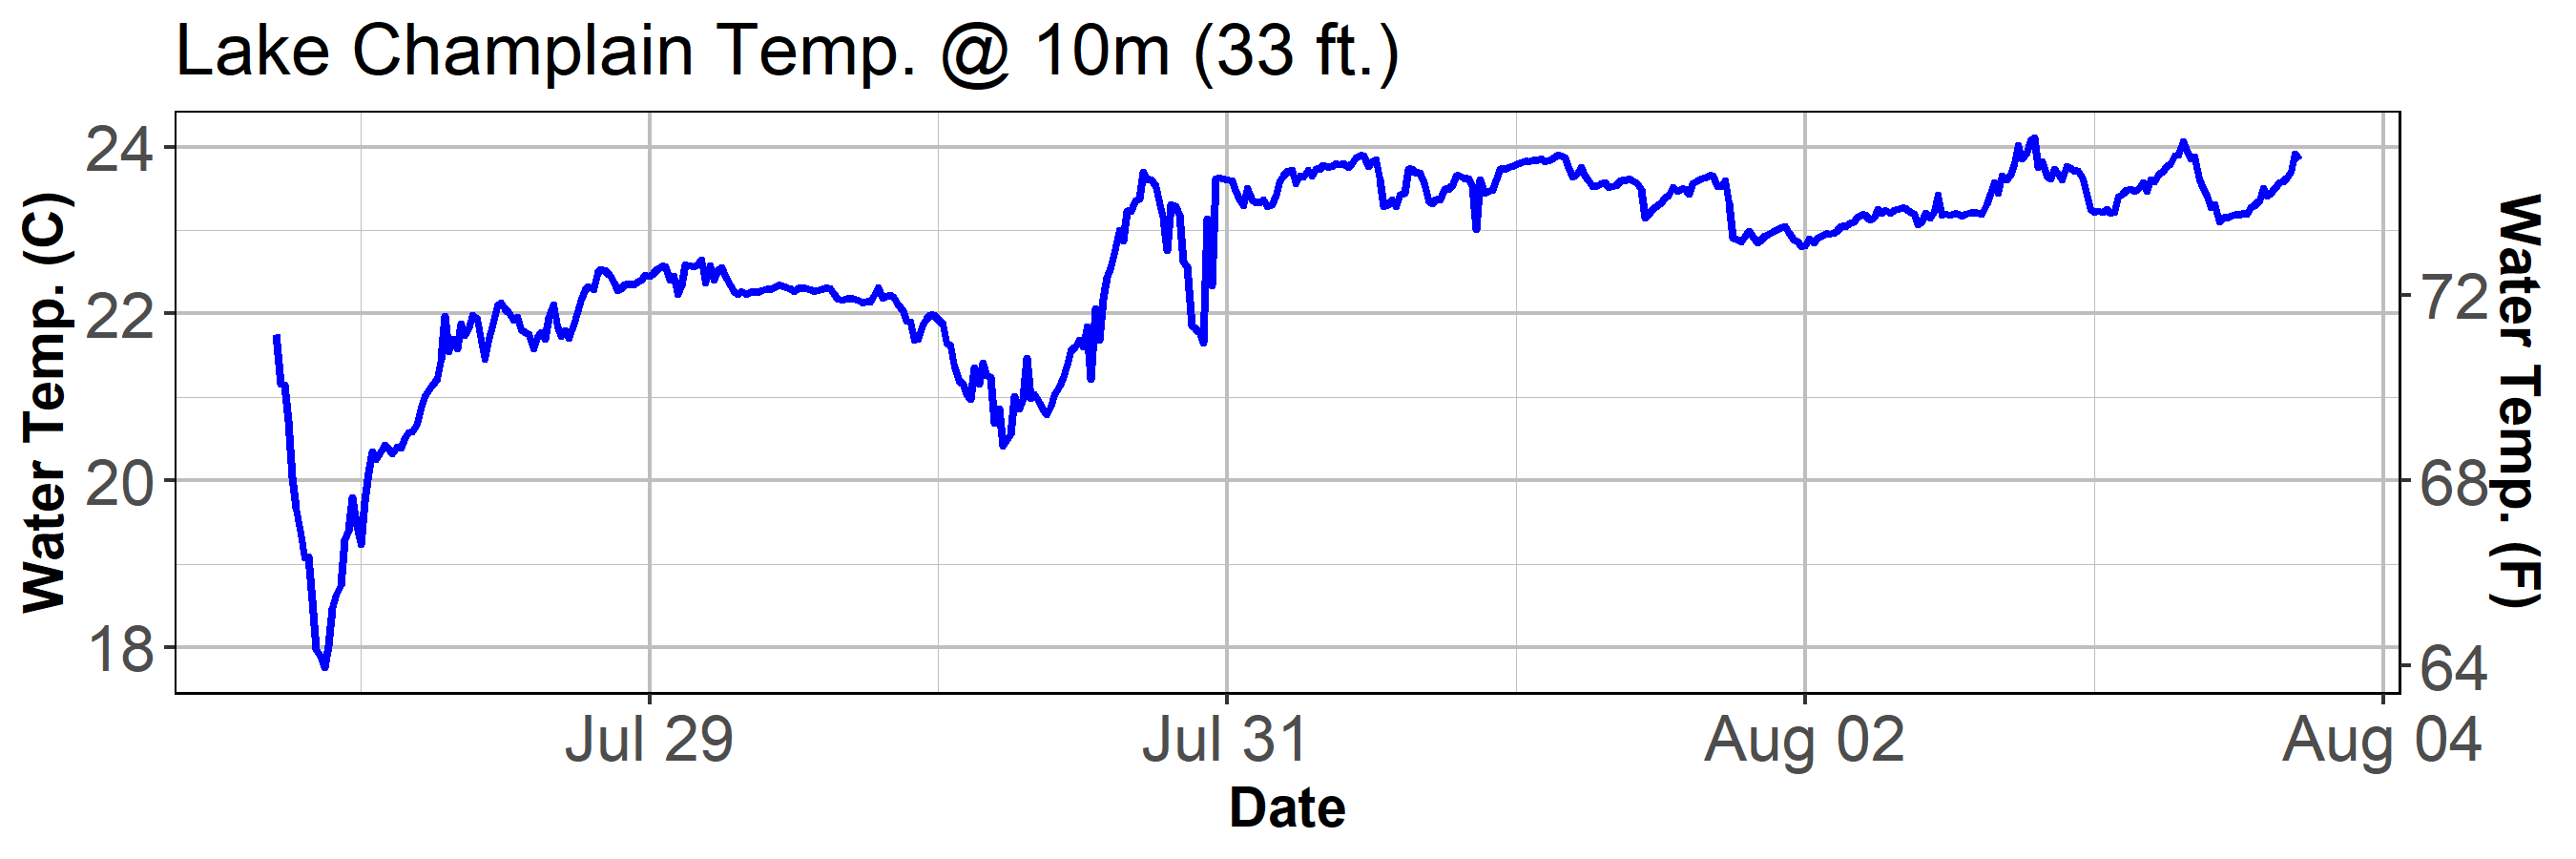 Lake Champlain Temp. @ 10m (33 ft.)
Water Temp. (C)
24
22
20
18
72
68
64
Water Temp. (F)
Jul 29 Jul 31 Aug 02 Aug 04
Date